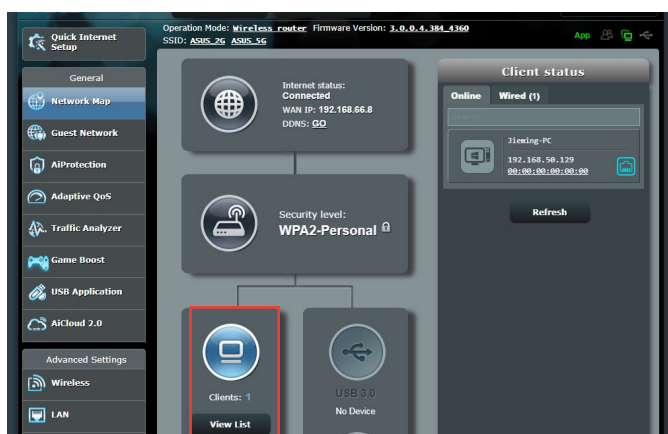 Operation Mode: Wireless router Firmware Version: 3.0.0.4.384_4360
SSID: ASUS_2G ASUS_5G
App
Quick Internet
Setup
General
Network Map
Guest Network
AiProtection
Adaptive QoS
Traffic Analyzer
Game Boost
USB Application
AiCloud 2.0
Advanced Settings
Wireless
LAN
Internet status:
Connected
WAN IP: 192.168.66.8
DDNS: GO
Security level:
WPA2-Personal
Clients: 1
View List
USB 3.0
No Device
Client status
Online Wired (1)
Jieming-PC
192.168.50.129
00:00:00:00:00:00
Refresh